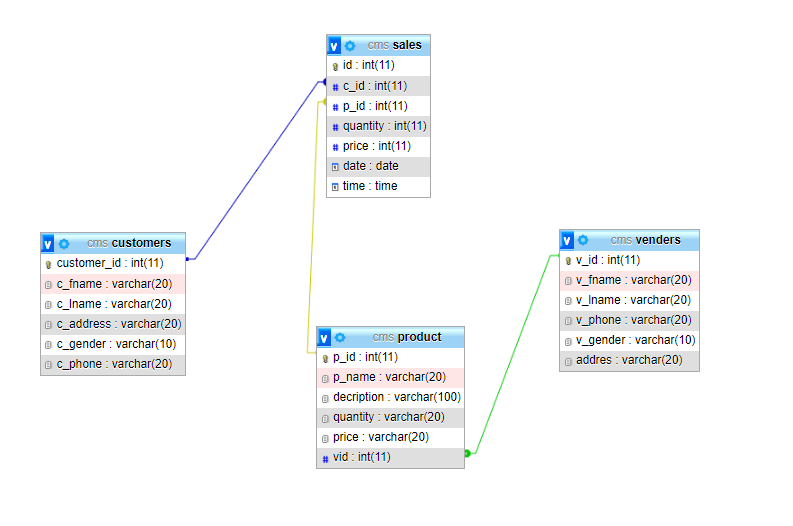 cms sales
id : int(11)
c_id : int(11)
p_id : int(11)
quantity : int(11)
price : int(11)
date : date
time : time
cms customers
customer_id : int(11)
c_fname : varchar(20)
c_lname : varchar(20)
c_address : varchar(20)
c_gender : varchar(10)
c_phone : varchar(20)
cms product
p_id : int(11)
p_name : varchar(20)
decription : varchar(100)
quantity : varchar(20)
price : varchar(20)
vid : int(11)
cms venders
v_id : int(11)
v_fname : varchar(20)
v_lname : varchar(20)
v_phone : varchar(20)
v_gender : varchar(10)
addres : varchar(20)